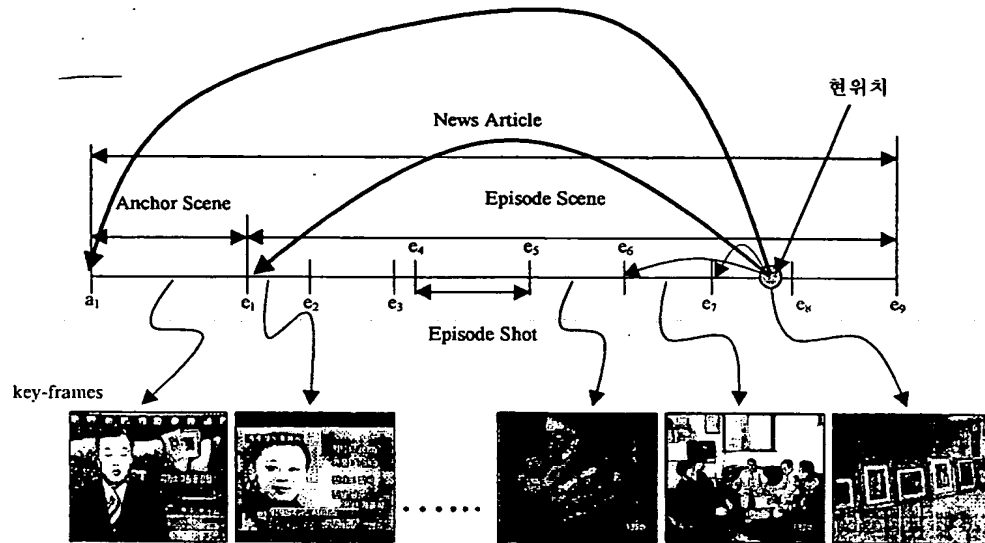 현위치
News Article
Anchor Scene
Episode Scene
e4
e5
e6
a1
e1
e2
e3
e7
e8
e9
Episode Shot
key-frames